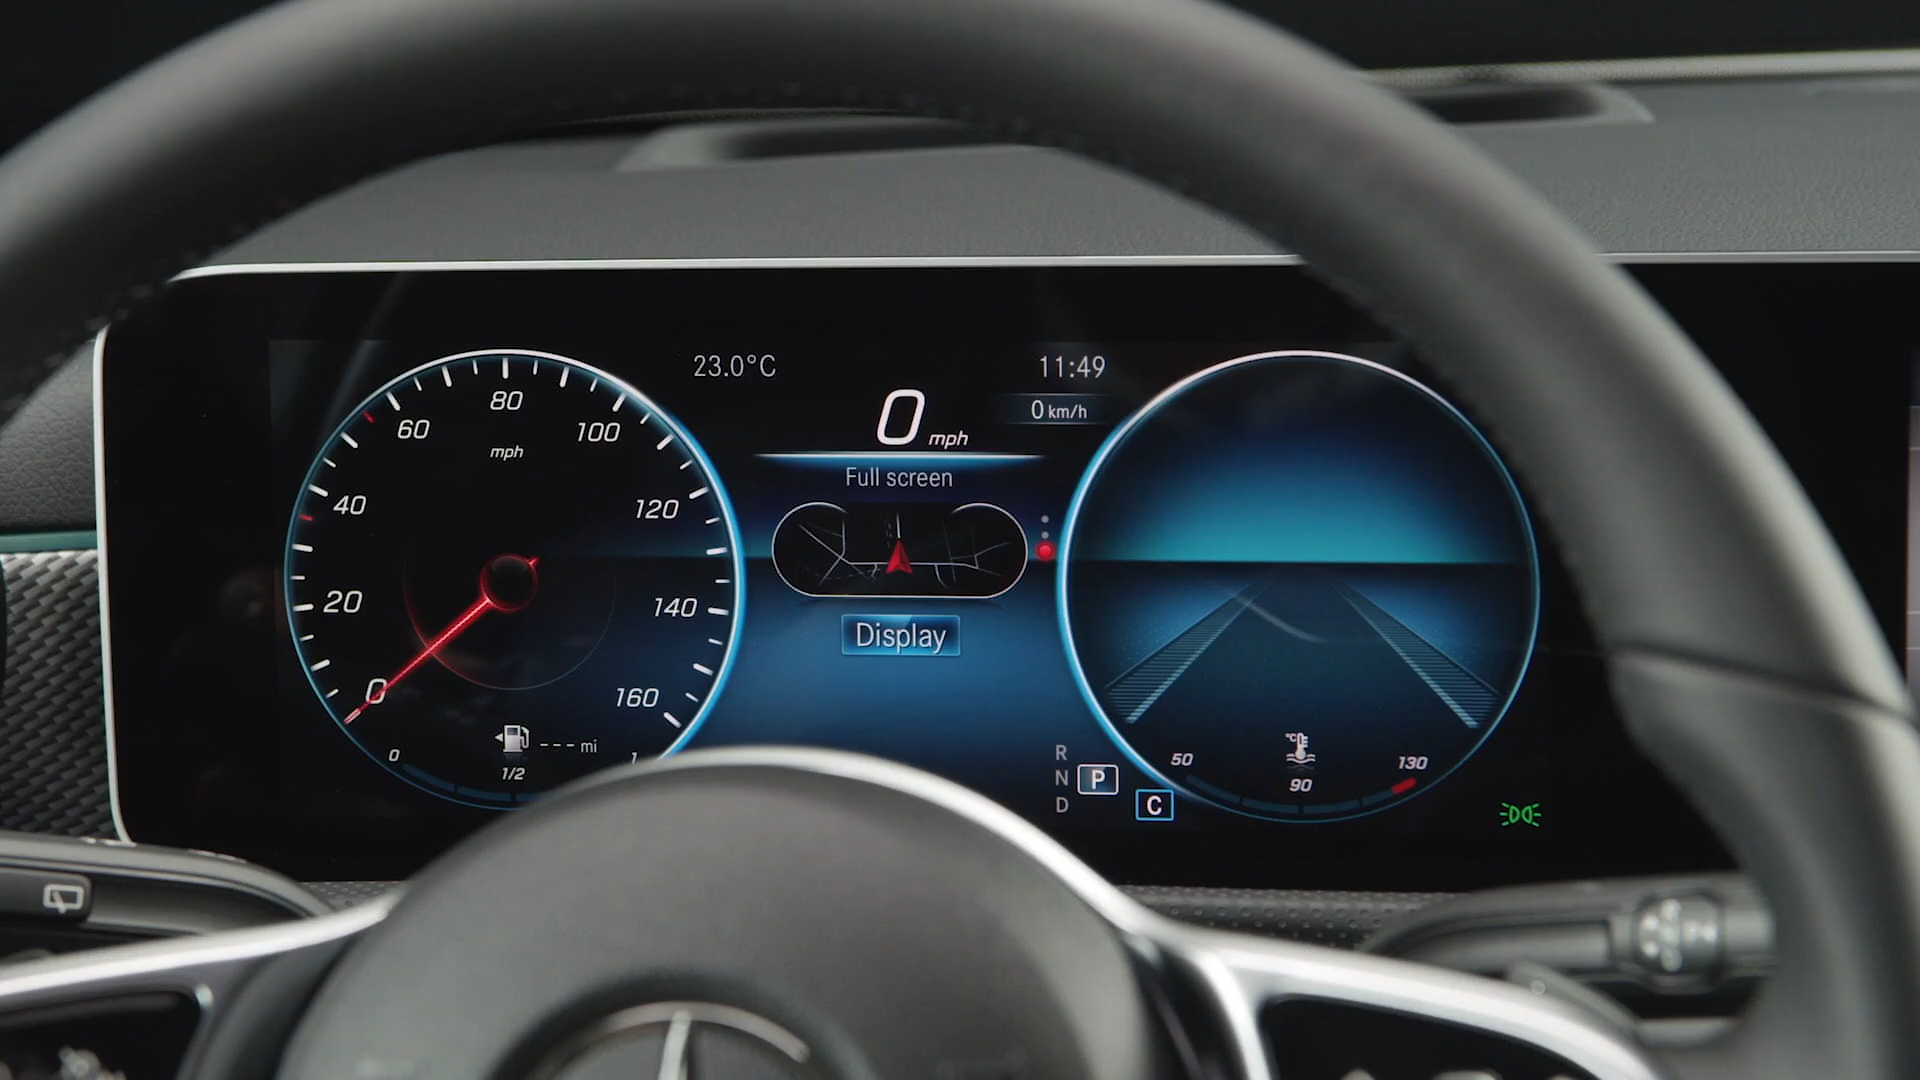 23.0°C
11:49
0 mph
0 km/h
Full screen
Display
80
60
100
mph
40
120
20
140
0
160
--- mi
0
1/2
1
R
N
P
D
C
50
°C
130
90